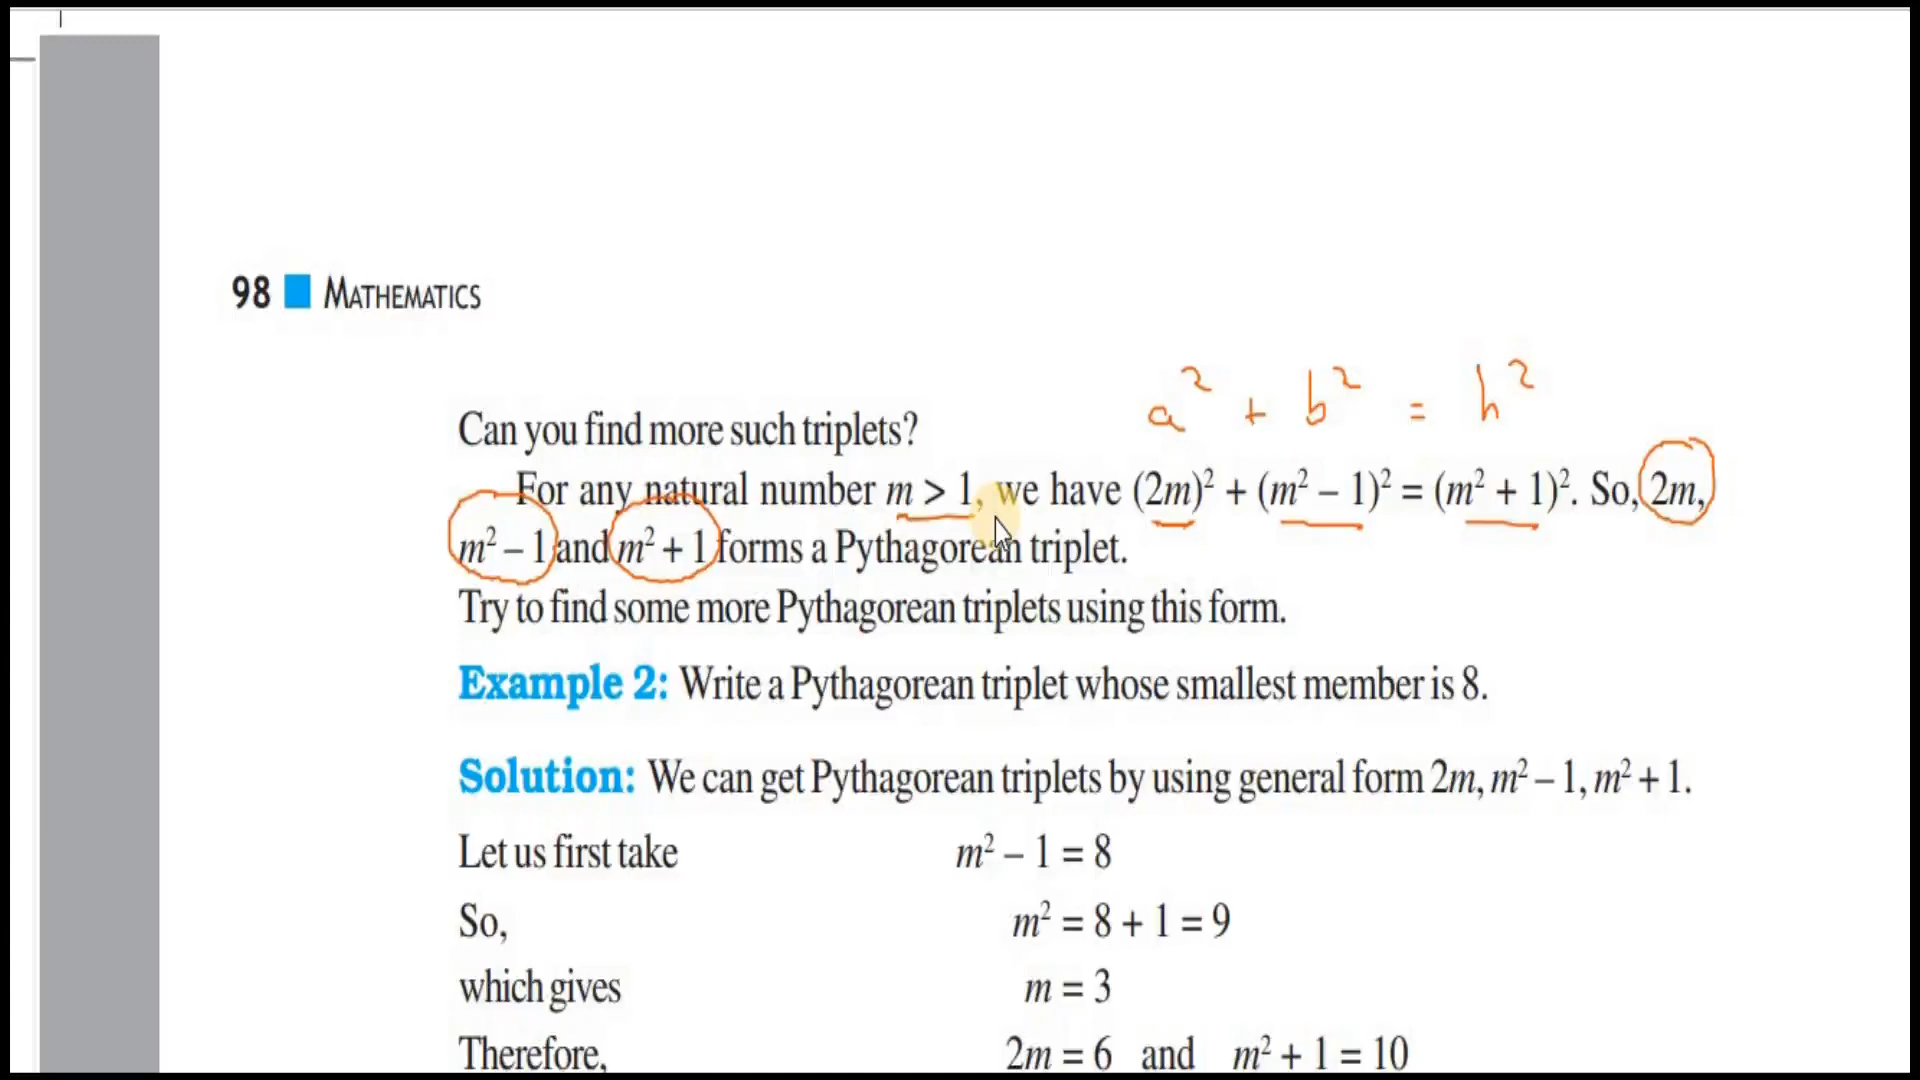 98 MATHEMATICS
a² + b² = h²
Can you find more such triplets?
For any natural number m > 1, we have (2m)² + (m² – 1)² = (m² + 1)². So, 2m,
m² – 1 and m² + 1 forms a Pythagorean triplet.
Try to find some more Pythagorean triplets using this form.
Example 2: Write a Pythagorean triplet whose smallest member is 8.
Solution: We can get Pythagorean triplets by using general form 2m, m² – 1, m² + 1.
Let us first take m² – 1 = 8
So, m² = 8 + 1 = 9
which gives m = 3
Therefore, 2m = 6 and m² + 1 = 10